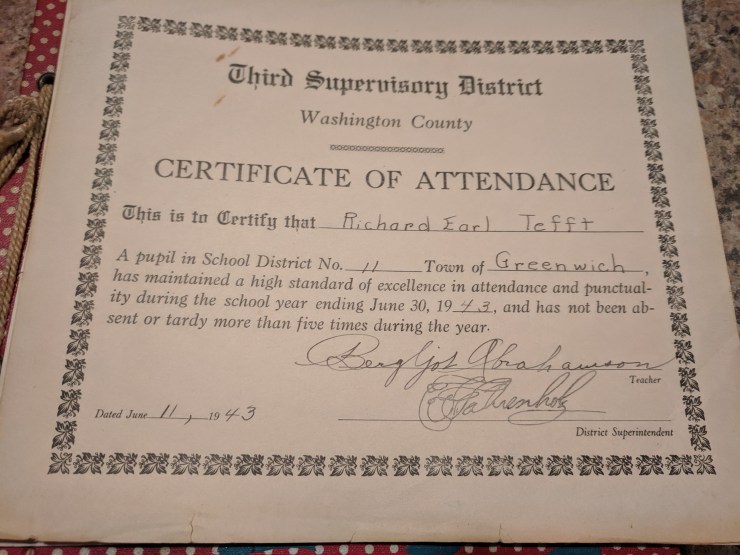 Third Supervisory District
Washington County
CERTIFICATE OF ATTENDANCE
This is to Certify that Richard Earl Tefft
A pupil in School District No. 11 Town of Greenwich,
has maintained a high standard of excellence in attendance and punctual-
ity during the school year ending June 30, 1943, and has not been ab-
sent or tardy more than five times during the year.
Bergljot Abrahamson
Teacher
Fahrenholz
Dated June 11, 1943
District Superintendent